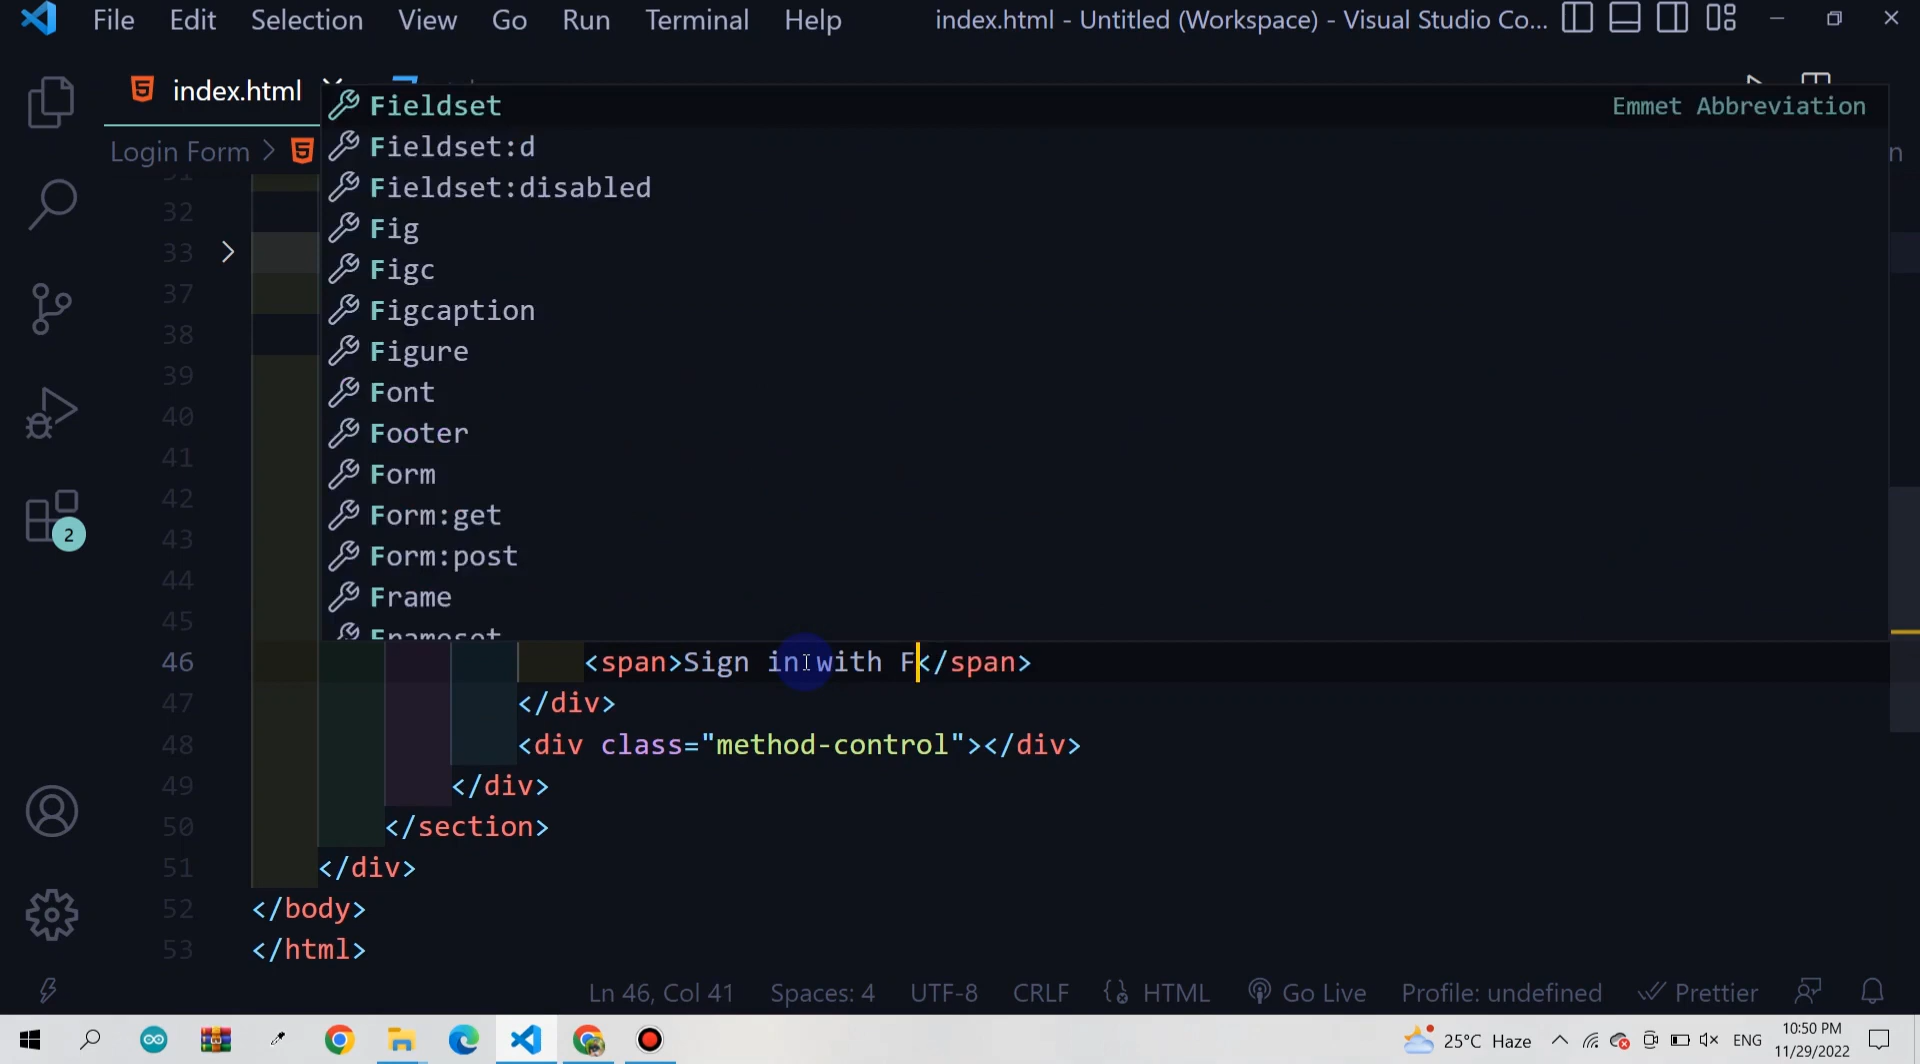 File Edit Selection View Go Run Terminal Help index.html - Untitled (Workspace) - Visual Studio Co...
index.html
Login Form >
Fieldset Emmet Abbreviation
Fieldset:d
Fieldset:disabled
Fig
Figc
Figcaption
Figure
Font
Footer
Form
Form:get
Form:post
Frame
Frameset
31
32
33
37
38
39
40
41
42
43
44
45
46 <span>Sign in with F</span>
47 </div>
48 <div class="method-control"></div>
49 </div>
50 </section>
51 </div>
52 </body>
53 </html>
2
Ln 46, Col 41 Spaces: 4 UTF-8 CRLF HTML Go Live Profile: undefined Prettier
25°C Haze ENG 10:50 PM
11/29/2022